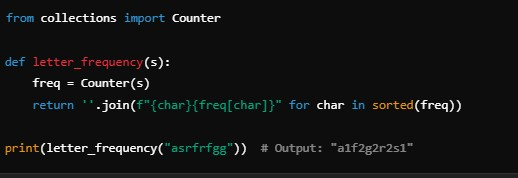 from collections import Counter
def letter_frequency(s):
    freq = Counter(s)
    return ''.join(f"{char}{freq[char]}" for char in sorted(freq))
print(letter_frequency("asrfrfgg"))  # Output: "a1f2g2r2s1"